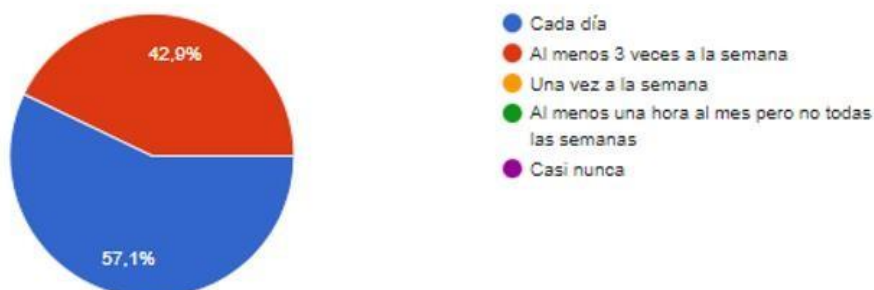 42,9%
57,1%
Cada día
Al menos 3 veces a la semana
Una vez a la semana
Al menos una hora al mes pero no todas
las semanas
Casi nunca